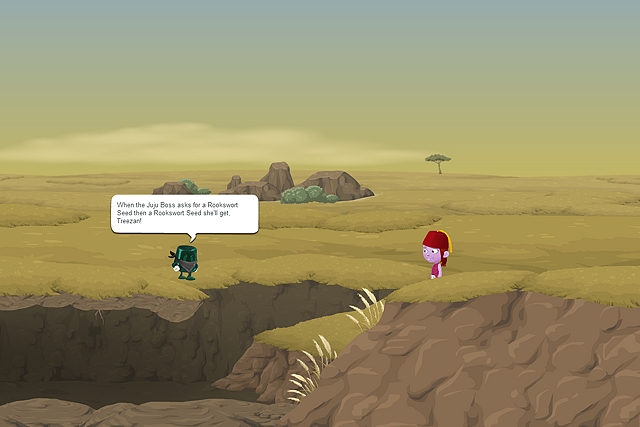 When the Juju Boss asks for a Rookswort
Seed then a Rookswort Seed she'll get.
Treezan!